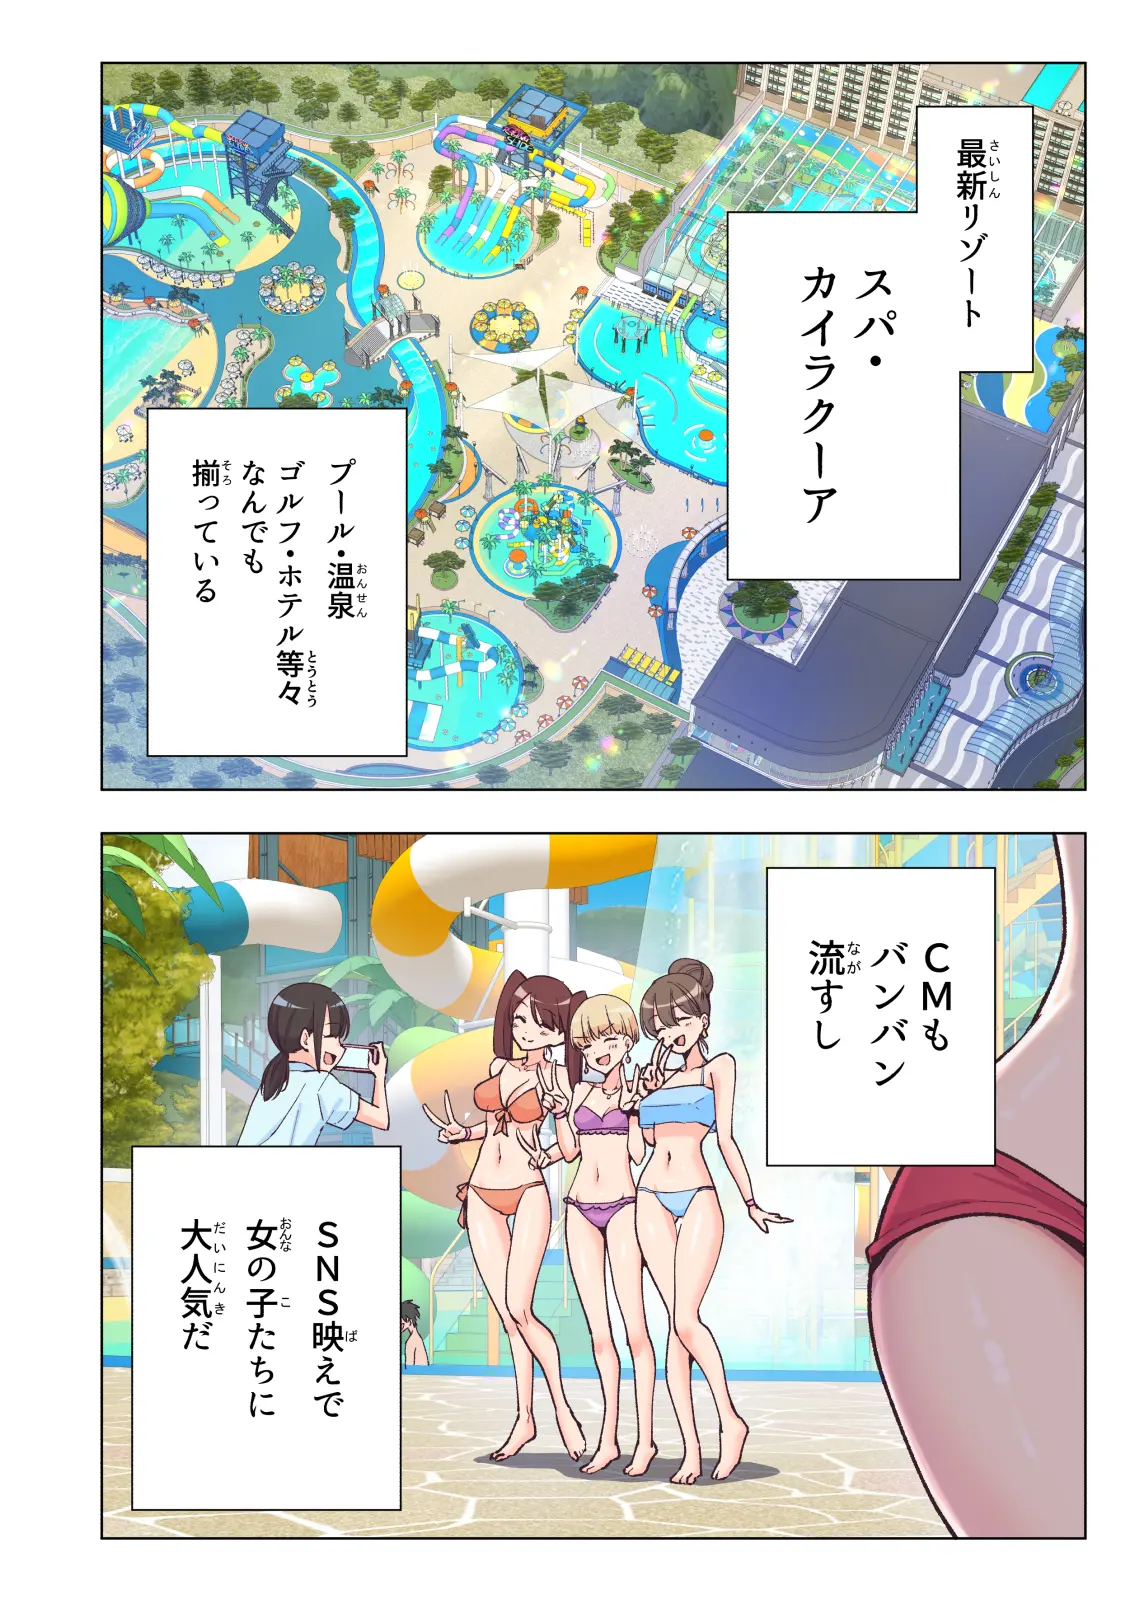 最新リゾート
スパ・
カイラクーア
プール・温泉
ゴルフ・ホテル等々
なんでも
揃っている
CMも
バンバン
流すし
SNS映えで
女の子たちに
大人気だ